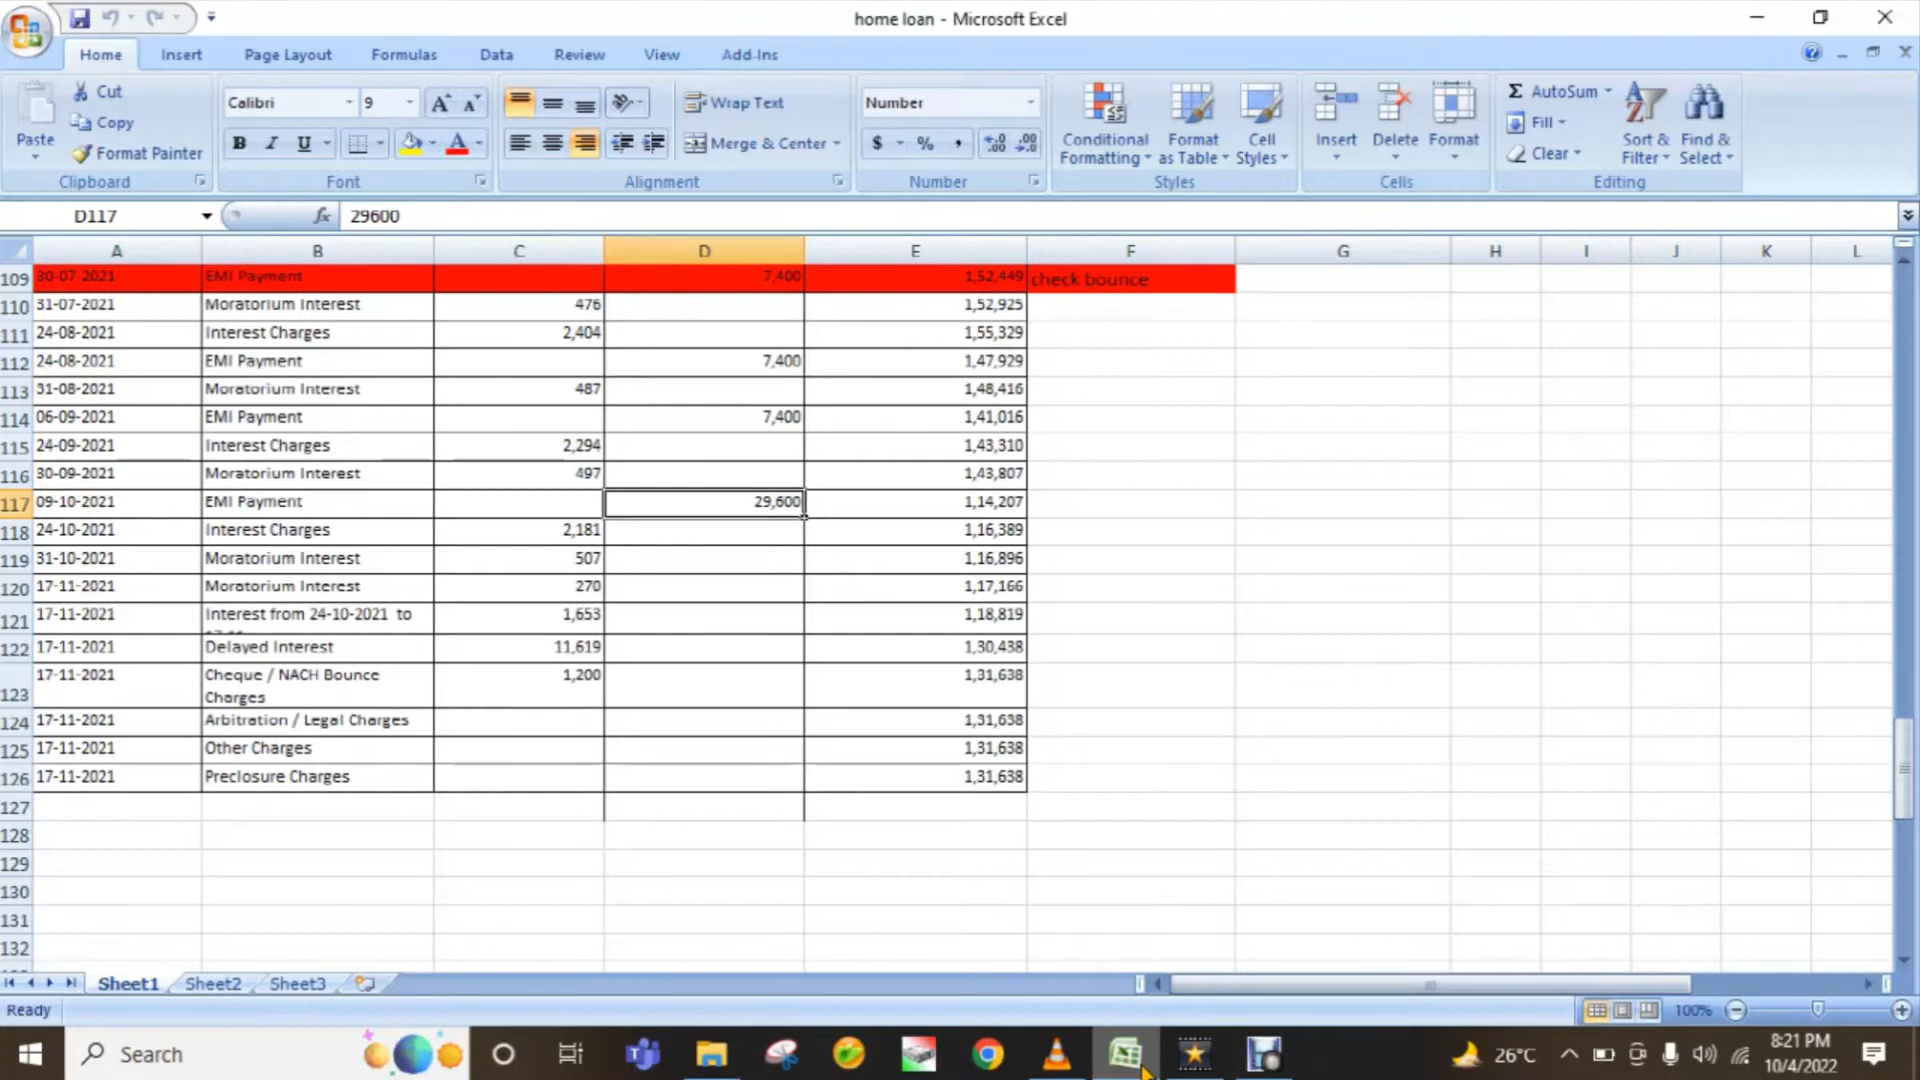 home loan - Microsoft Excel
Home Insert Page Layout Formulas Data Review View Add-Ins
Cut
Copy
Format Painter
Paste
Clipboard
Calibri 9
B I U
Font
Wrap Text
Merge & Center
Alignment
Number
$ % ,
Number
Conditional Formatting
Format as Table
Cell Styles
Styles
Insert Delete Format
Cells
AutoSum
Fill
Clear
Sort & Filter
Find & Select
Editing
D117 fx 29600
A B C D E F G H I J K L
109 30-07-2021 EMI Payment 7,400 1,52,449 check bounce
110 31-07-2021 Moratorium Interest 476 1,52,925
111 24-08-2021 Interest Charges 2,404 1,55,329
112 24-08-2021 EMI Payment 7,400 1,47,929
113 31-08-2021 Moratorium Interest 487 1,48,416
114 06-09-2021 EMI Payment 7,400 1,41,016
115 24-09-2021 Interest Charges 2,294 1,43,310
116 30-09-2021 Moratorium Interest 497 1,43,807
117 09-10-2021 EMI Payment 29,600 1,14,207
118 24-10-2021 Interest Charges 2,181 1,16,389
119 31-10-2021 Moratorium Interest 507 1,16,896
120 17-11-2021 Moratorium Interest 270 1,17,166
121 17-11-2021 Interest from 24-10-2021 to 1,653 1,18,819
122 17-11-2021 Delayed Interest 11,619 1,30,438
123 17-11-2021 Cheque / NACH Bounce Charges 1,200 1,31,638
124 17-11-2021 Arbitration / Legal Charges 1,31,638
125 17-11-2021 Other Charges 1,31,638
126 17-11-2021 Preclosure Charges 1,31,638
127
128
129
130
131
132
Sheet1 Sheet2 Sheet3
Ready 100%
Search
26°C
8:21 PM
10/4/2022